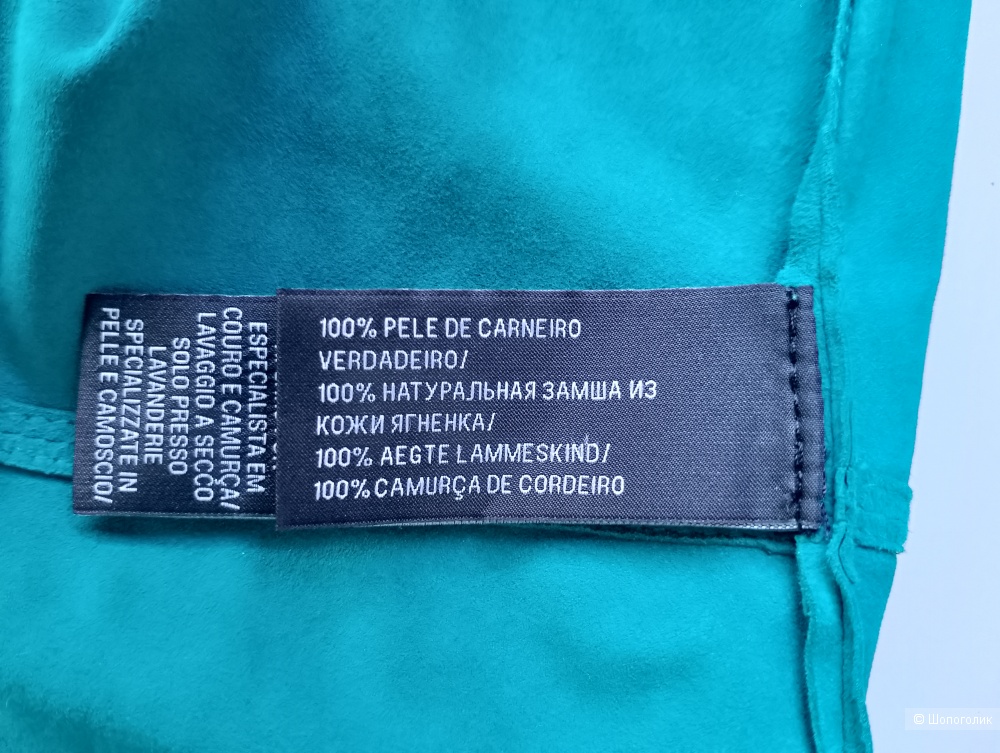 100% PELE DE CARNEIRO
VERDADEIRO/
100% НАТУРАЛЬНАЯ ЗАМША ИЗ
КОЖИ ЯГНЕНКА/
100% AEGTE LAMMESKIND/
100% CAMURÇA DE CORDEIRO
ESPECIALISTA EM
COURO E CAMURÇA/
LAVAGGIO A SECCO
SOLO PRESSO
LAVANDERIE
SPECIALIZZATE IN
PELLE E CAMOSCIO/
© Шопоголик